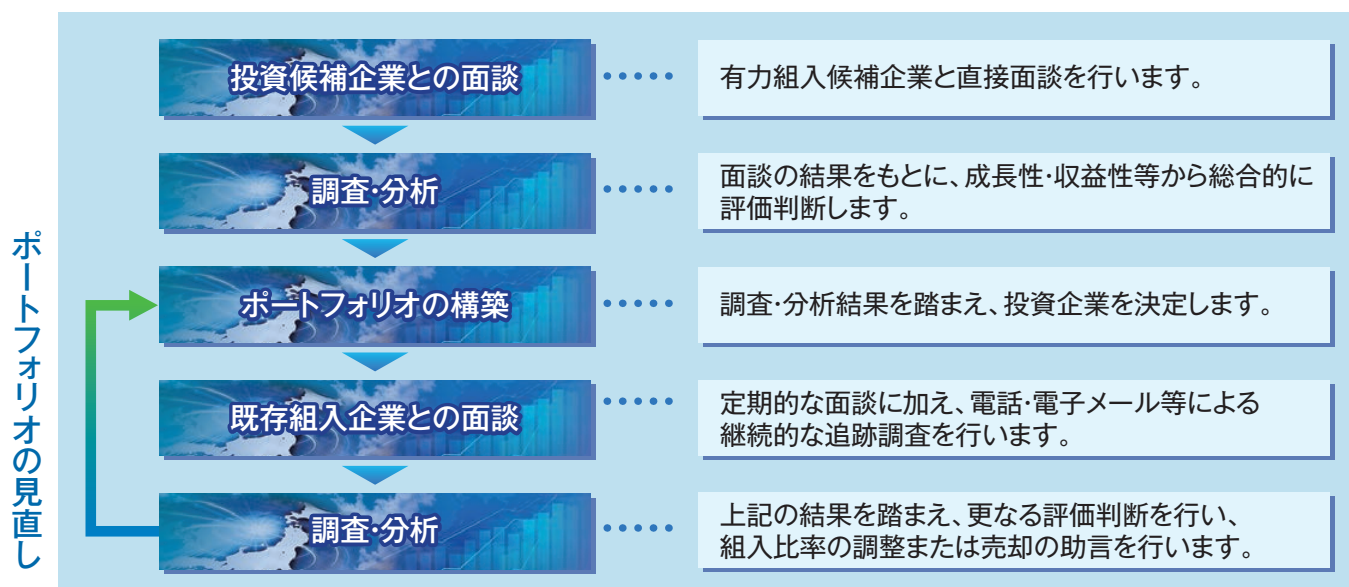 投資候補企業との面談
有力組入候補企業と直接面談を行います。
調査・分析
面談の結果をもとに、成長性・収益性等から総合的に
評価判断します。
ポートフォリオの構築
調査・分析結果を踏まえ、投資企業を決定します。
既存組入企業との面談
定期的な面談に加え、電話・電子メール等による
継続的な追跡調査を行います。
調査・分析
上記の結果を踏まえ、更なる評価判断を行い、
組入比率の調整または売却の助言を行います。
ポートフォリオの見直し